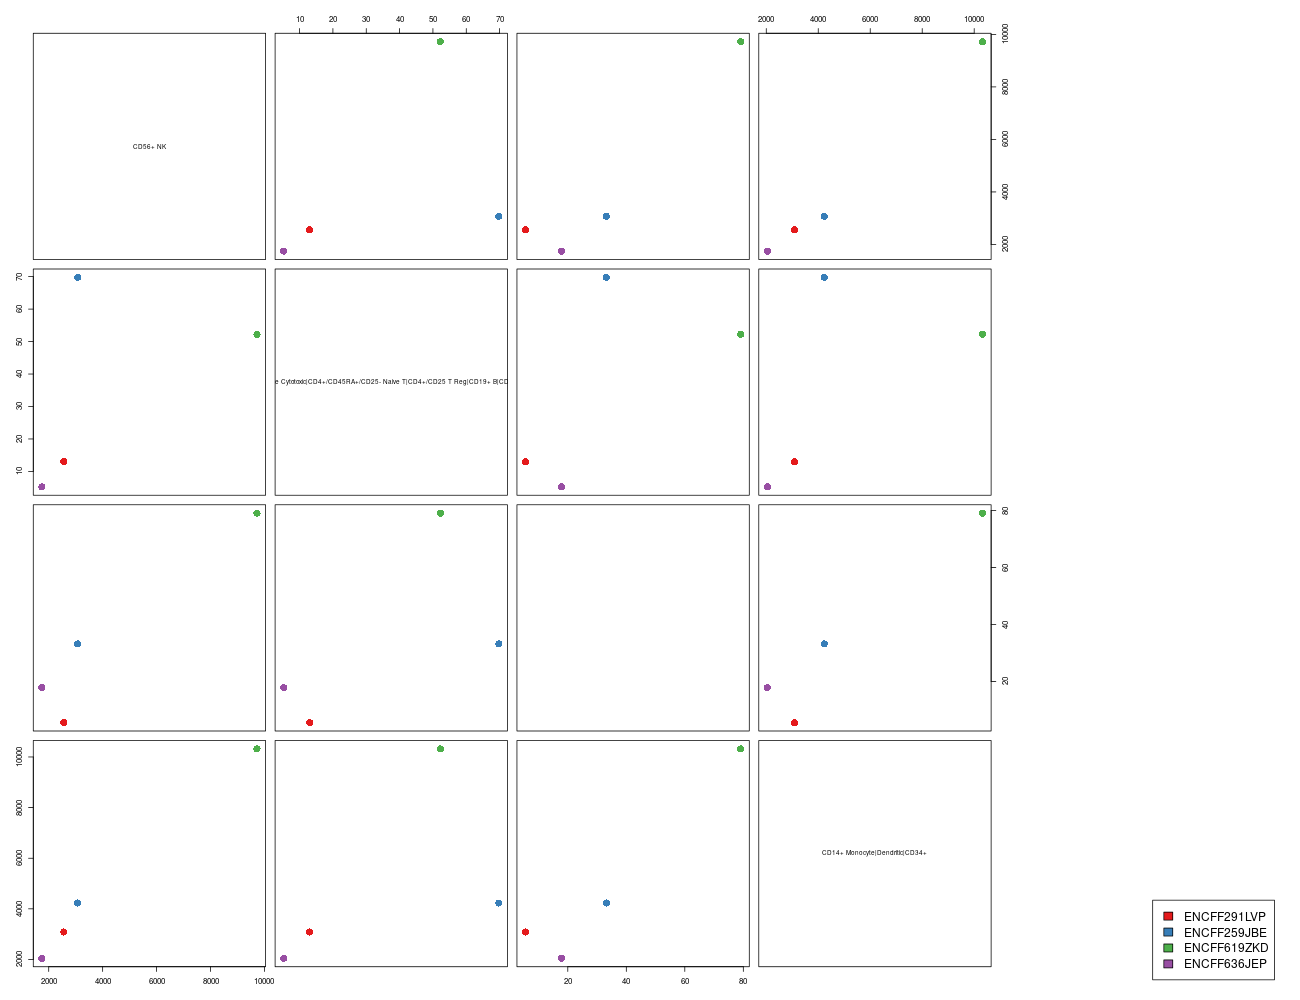 10 20 30 40 50 60 70
2000 4000 6000 8000 10000
CD56+ NK
10000
8000
6000
4000
2000
70
60
50
40
30
20
10
e Cytotoxic|CD4+/CD45RA+/CD25- Naive T|CD4+/CD25 T Reg|CD19+ B|CD
80
60
40
20
10000
8000
6000
4000
2000
CD14+ Monocyte|Dendritic|CD34+
2000 4000 6000 8000 10000
20 40 60 80
ENCFF291LVP
ENCFF259JBE
ENCFF619ZKD
ENCFF636JEP